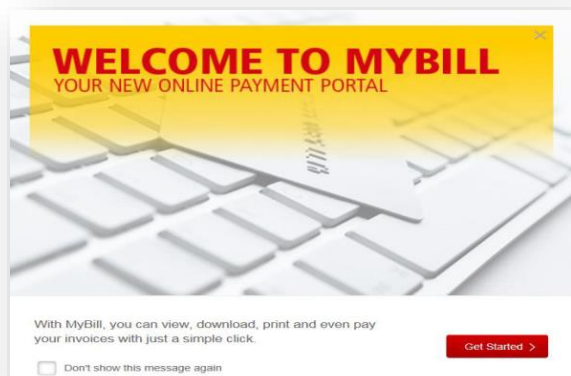 WELCOME TO MYBILL
YOUR NEW ONLINE PAYMENT PORTAL
With MyBill, you can view, download, print and even pay
your invoices with just a simple click.
Get Started >
Don't show this message again